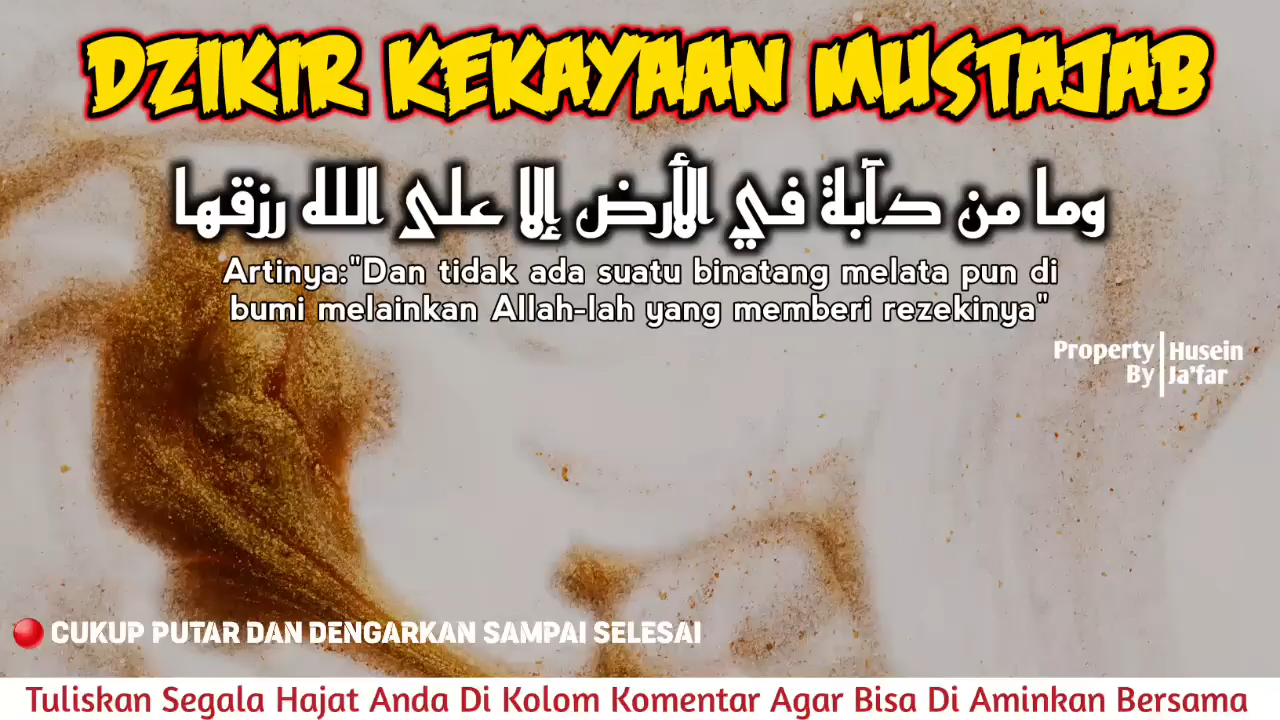 DZIKIR KEKAYAAN MUSTAJAB
وما من دآبة في الأرض إلا على الله رزقها
Artinya:"Dan tidak ada suatu binatang melata pun di
bumi melainkan Allah-lah yang memberi rezekinya"
Property Husein
By Ja'far
CUKUP PUTAR DAN DENGARKAN SAMPAI SELESAI
Tuliskan Segala Hajat Anda Di Kolom Komentar Agar Bisa Di Aminkan Bersama